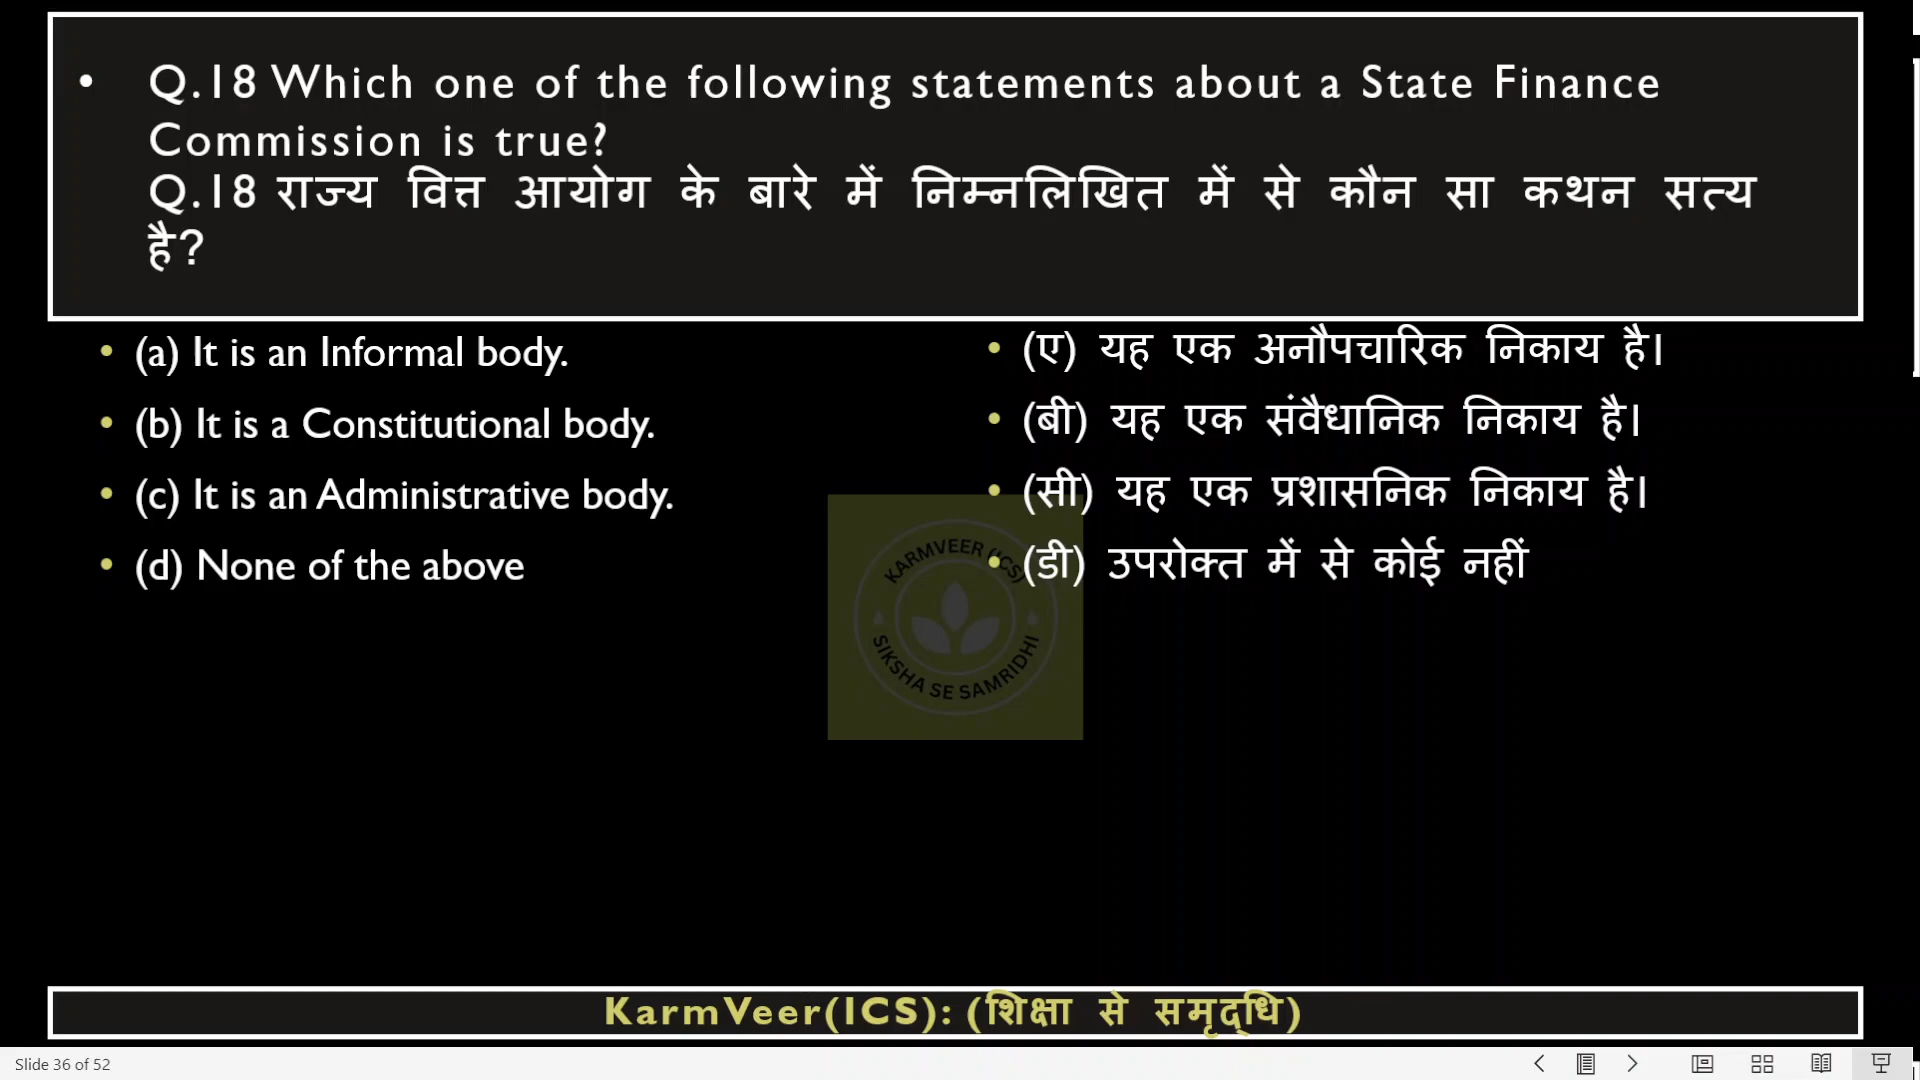 • Q.18 Which one of the following statements about a State Finance
Commission is true?
Q.18 राज्य वित्त आयोग के बारे में निम्नलिखित में से कौन सा कथन सत्य
है?
• (a) It is an Informal body.
• (b) It is a Constitutional body.
• (c) It is an Administrative body.
• (d) None of the above
• (ए) यह एक अनौपचारिक निकाय है।
• (बी) यह एक संवैधानिक निकाय है।
• (सी) यह एक प्रशासनिक निकाय है।
• (डी) उपरोक्त में से कोई नहीं
KARMVEER (ICS)
SIKSHA SE SAMRIDHI
KarmVeer(ICS): (शिक्षा से समृद्धि)
Slide 36 of 52